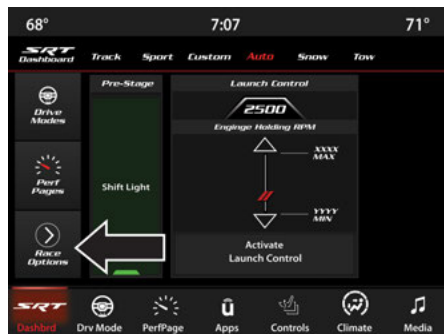 68° 7:07 71°
SRT Dashboard Track Sport Custom Auto Snow Tow
Drive Modes
Perf Pages
Race Options
Pre-Stage
Shift Light
Launch Control
2500
Enginge Holding RPM
XXXX
MAX
YYYY
MIN
Activate
Launch Control
SRT
Dashbrd Drv Mode PerfPage Apps Controls Climate Media